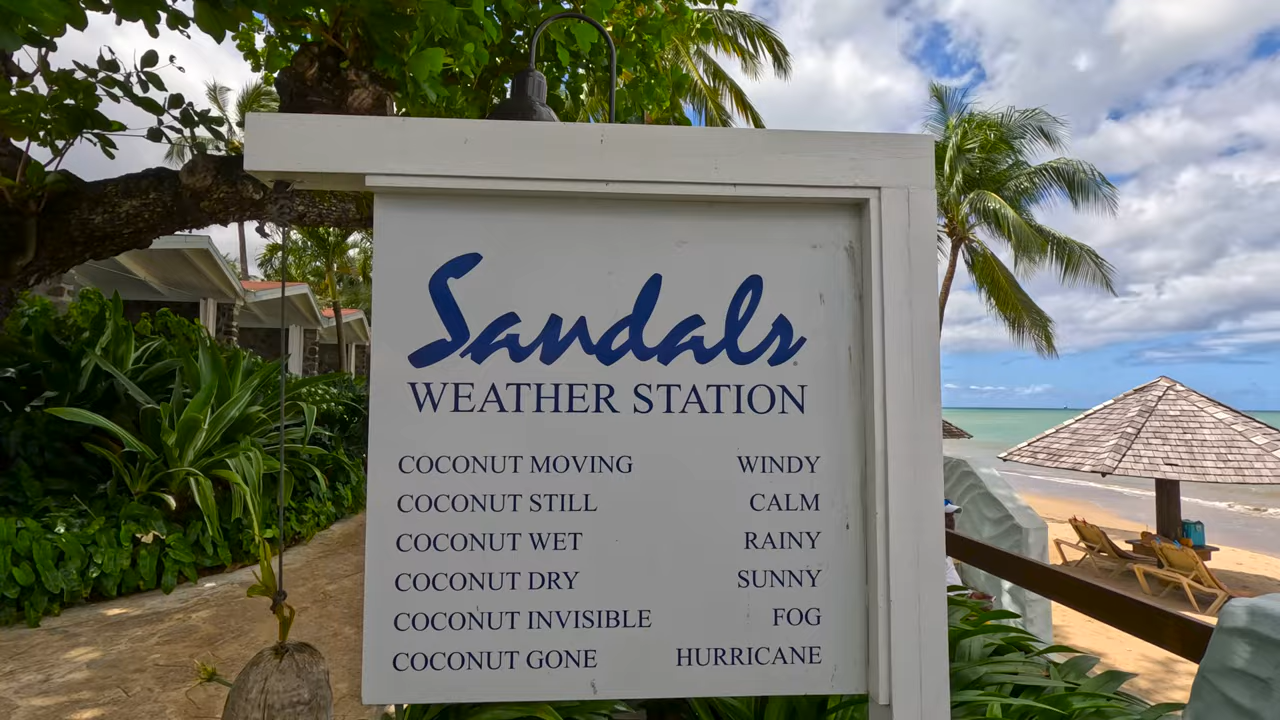 Sandals
WEATHER STATION
COCONUT MOVING WINDY
COCONUT STILL CALM
COCONUT WET RAINY
COCONUT DRY SUNNY
COCONUT INVISIBLE FOG
COCONUT GONE HURRICANE